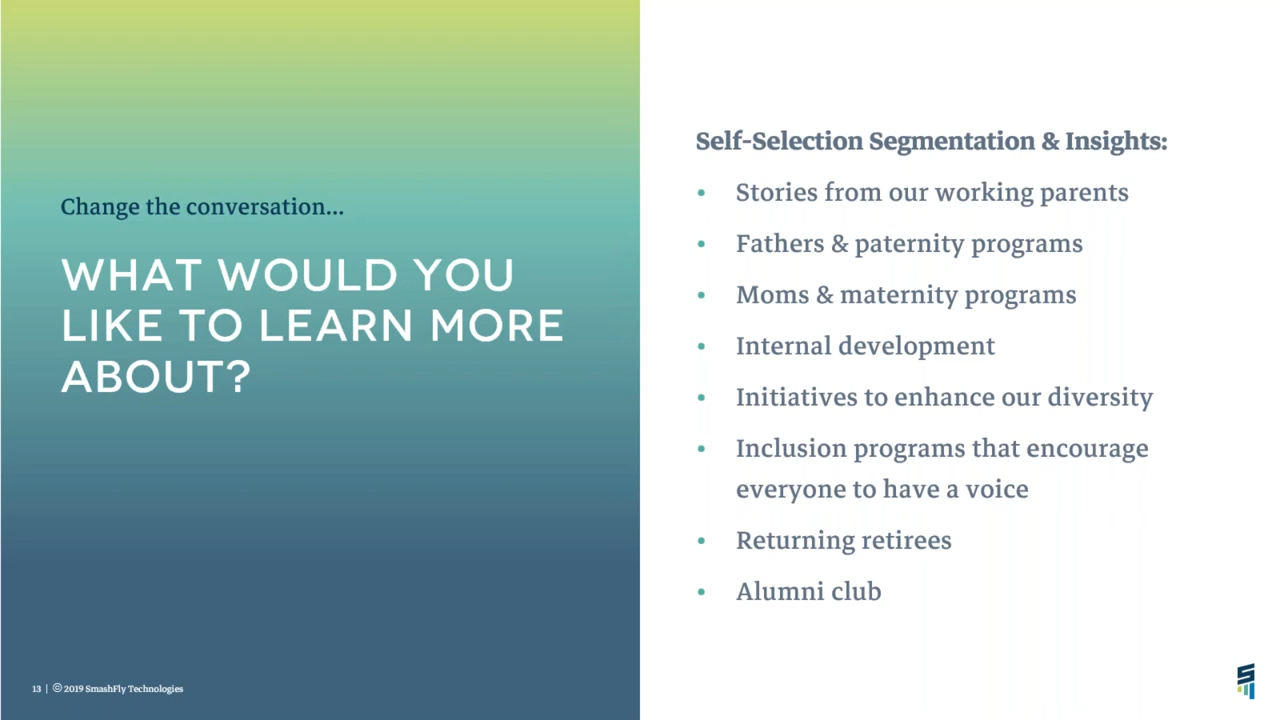 Change the conversation...
WHAT WOULD YOU
LIKE TO LEARN MORE
ABOUT?
13 | © 2019 SmashFly Technologies
Self-Selection Segmentation & Insights:
• Stories from our working parents
• Fathers & paternity programs
• Moms & maternity programs
• Internal development
• Initiatives to enhance our diversity
• Inclusion programs that encourage
everyone to have a voice
• Returning retirees
• Alumni club